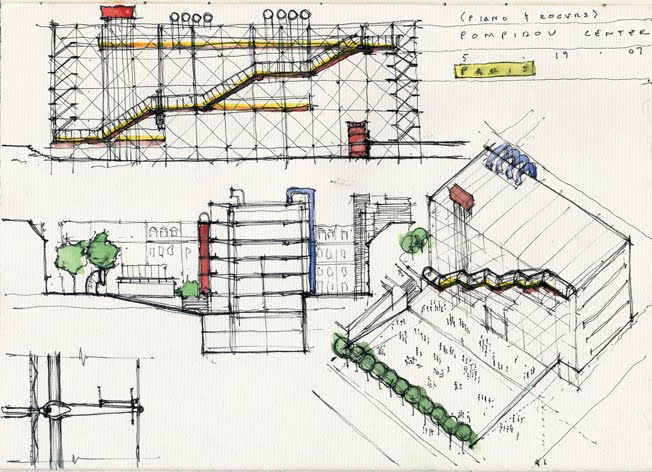 (PIANO & ROGERS)
POMPIDOU CENTER
5 . 19 . 07
PARIS